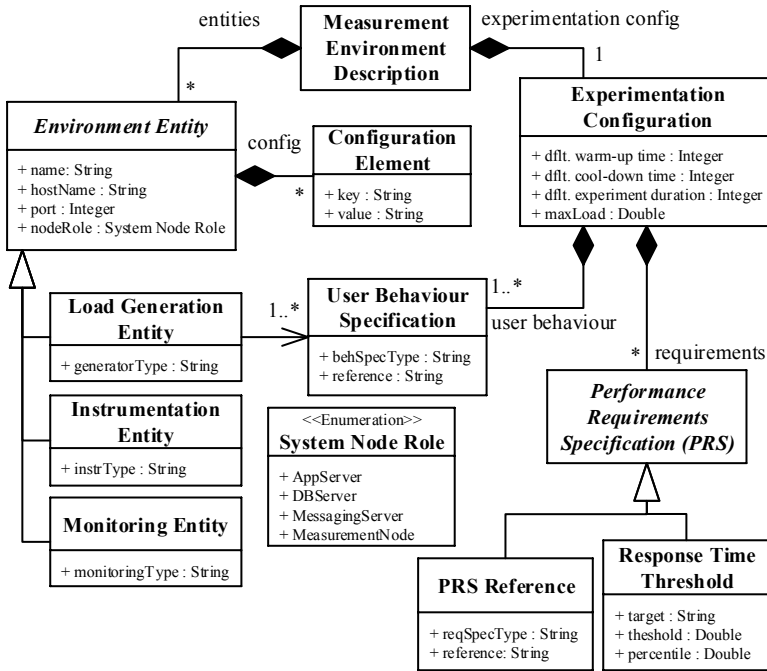 entities
Measurement
Environment
Description
experimentation config
*
1
Environment Entity
+ name: String
+ hostName : String
+ port : Integer
+ nodeRole : System Node Role
config
*
Configuration
Element
+ key : String
+ value : String
Experimentation
Configuration
+ dflt. warm-up time : Integer
+ dflt. cool-down time : Integer
+ dflt. experiment duration : Integer
+ maxLoad : Double
Load Generation
Entity
+ generatorType : String
1..*
User Behaviour
Specification
+ behSpecType : String
+ reference : String
1..*
user behaviour
* requirements
Instrumentation
Entity
+ instrType : String
<<Enumeration>>
System Node Role
+ AppServer
+ DBServer
+ MessagingServer
+ MeasurementNode
Performance
Requirements
Specification (PRS)
Monitoring Entity
+ monitoringType : String
PRS Reference
+ reqSpecType : String
+ reference: String
Response Time
Threshold
+ target : String
+ theshold : Double
+ percentile : Double